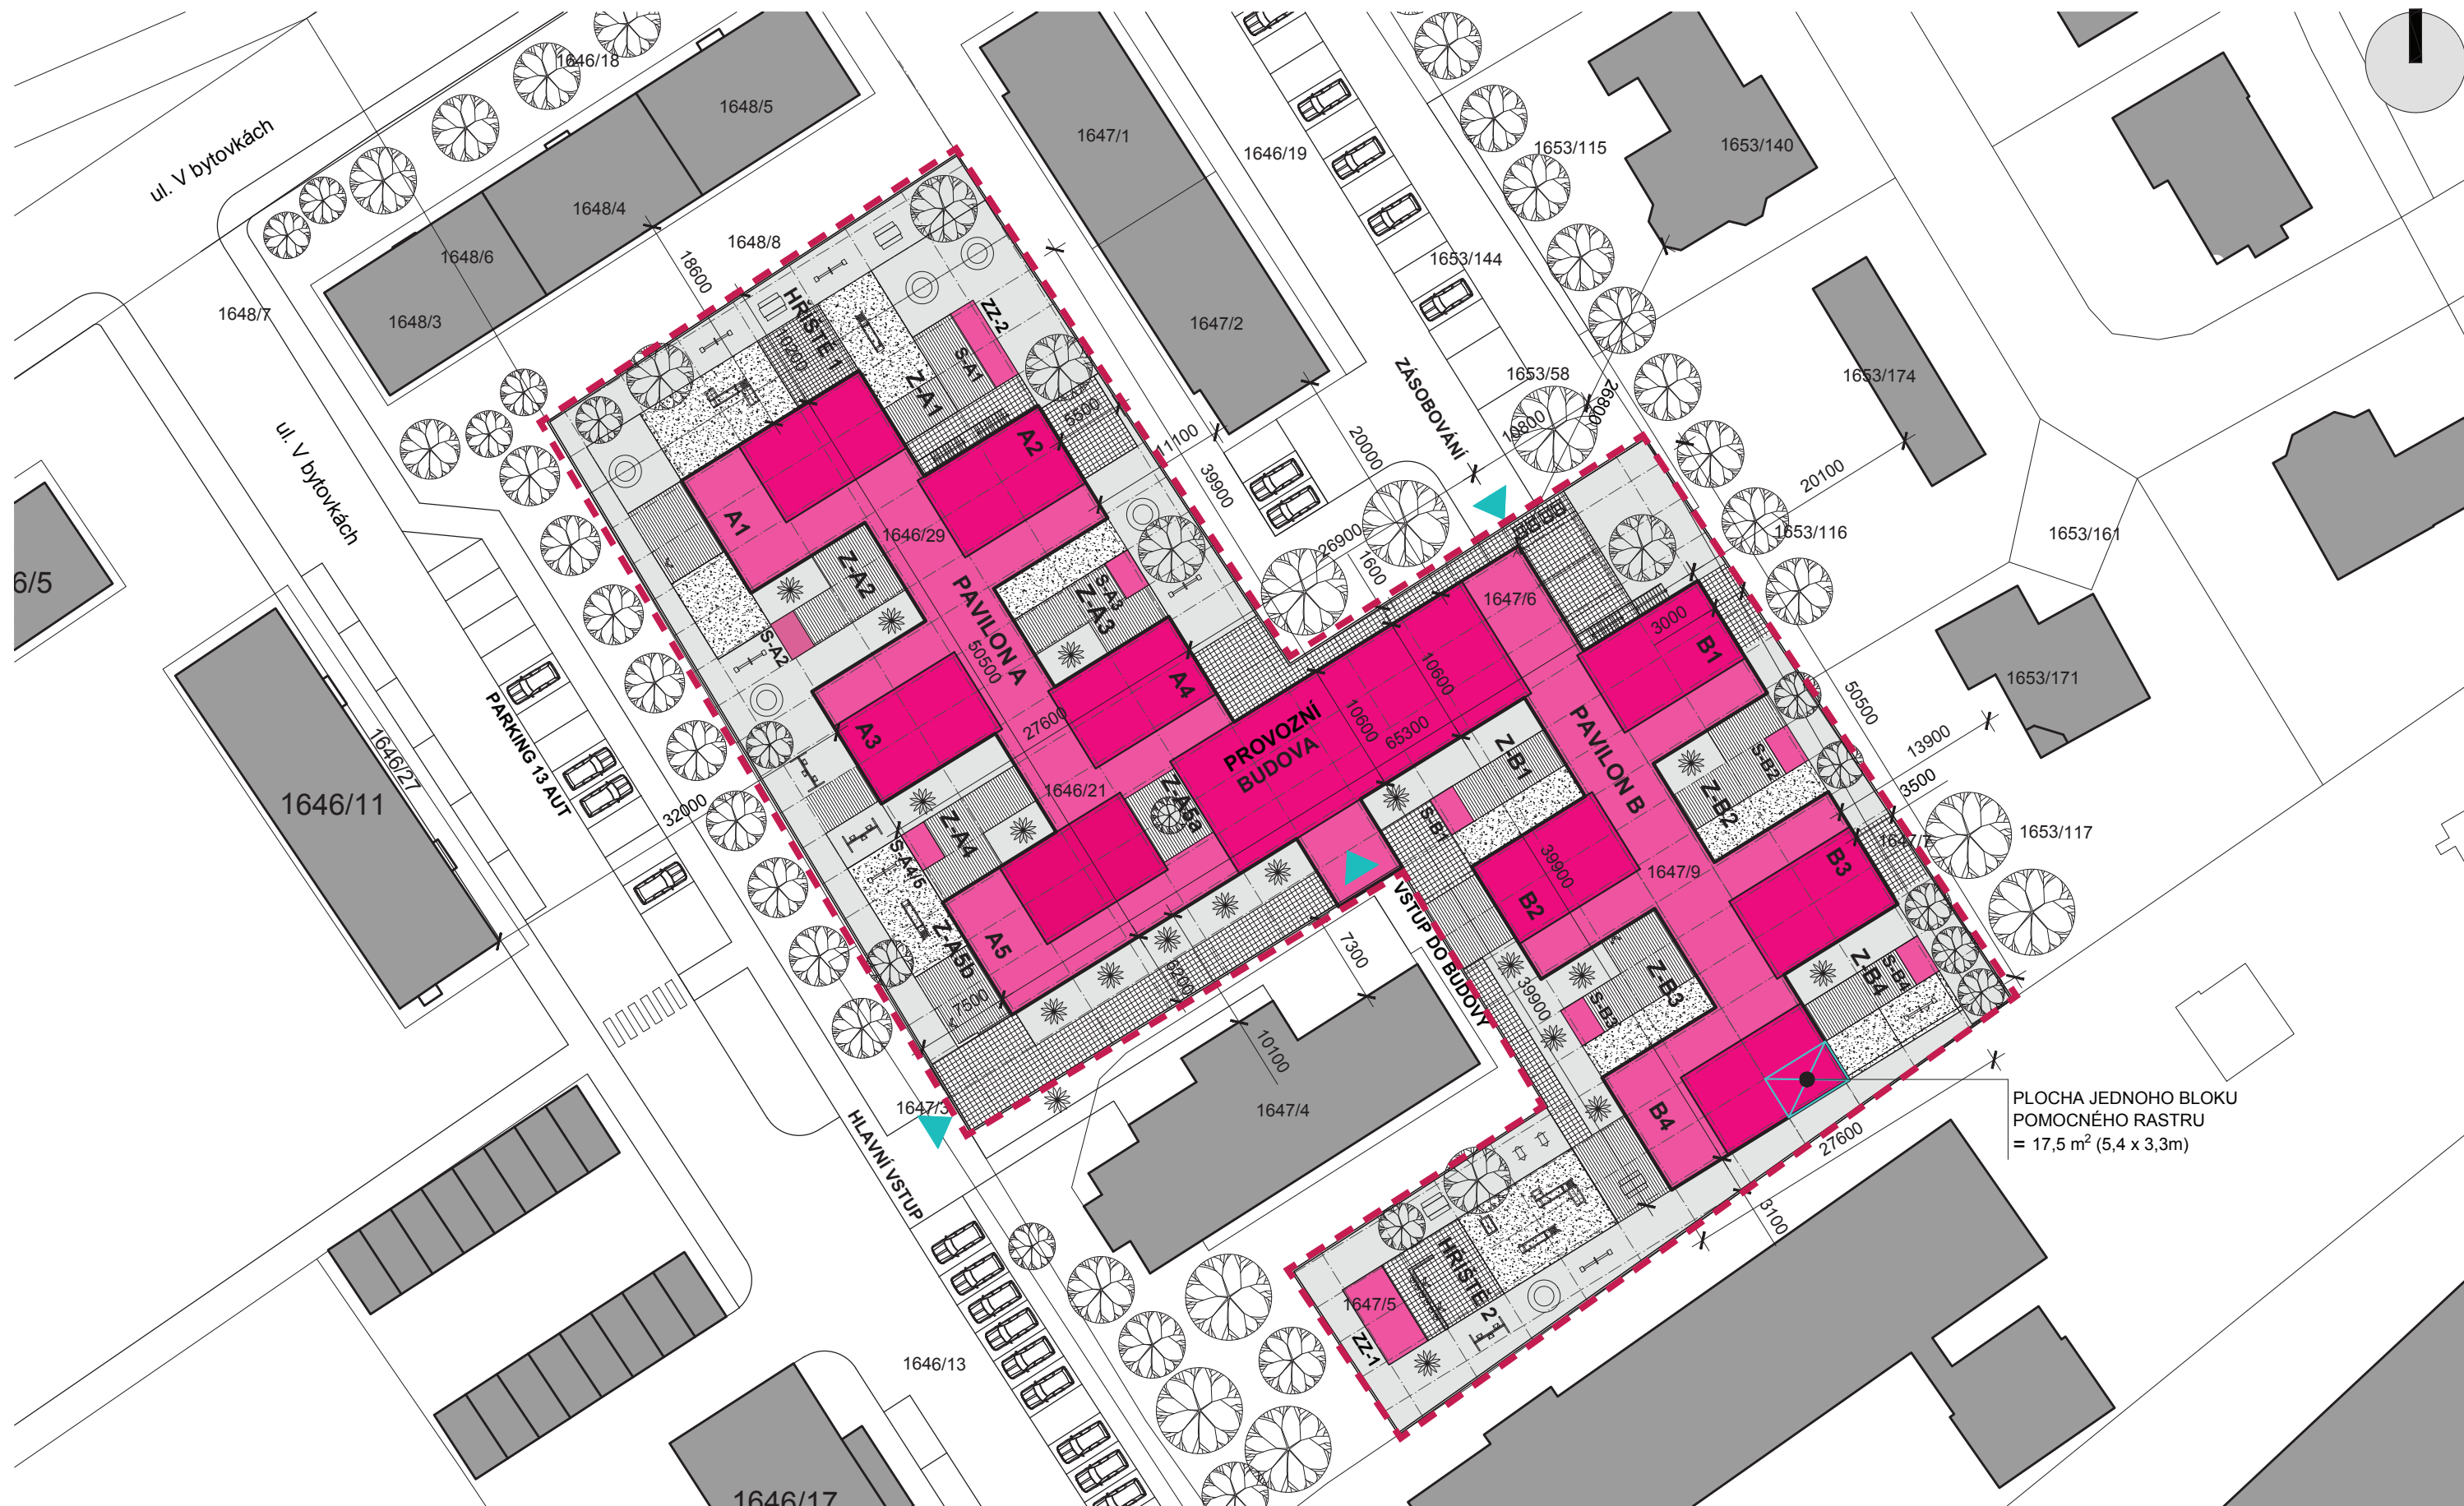 1646/18
1648/5
1648/4
1648/6
1648/3
1648/7
1648/8
ul. V bytovkách
ul. V bytovkách
1647/1
1647/2
1646/19
1653/144
1653/115
1653/140
1653/58
1653/174
1653/116
1653/161
1653/171
1653/117
18600
HŘIŠTĚ 1
10200
ZZ-2
S-A1
Z-A1
A2
5500
11100
39900
20000
ZÁSOBOVÁNÍ
10800
26800
20100
A1
1646/29
Z-A2
S-A2
PAVILON A
50500
S-A3
Z-A3
A4
26900
1600
1647/6
3000
B1
6/5
1646/11
1646/27
PARKING 13 AUT
32000
A3
27600
1646/21
Z-A4
S-A4/5
Z-A5a
Z-A5b
A5
7500
PROVOZNÍ
BUDOVA
10600
10600
65300
PAVILON B
Z-B1
S-B1
S-B2
Z-B2
50500
13900
3500
1647/7
B3
B2
39900
1647/9
Z-B3
S-B3
39900
Z-B4
S-B4
B4
VSTUP DO BUDOVY
7300
6200
10100
1647/4
1647/3
HLAVNÍ VSTUP
27600
3100
PLOCHA JEDNOHO BLOKU
POMOCNÉHO RASTRU
= 17,5 m² (5,4 x 3,3m)
HŘIŠTĚ 2
1647/5
ZZ-1
1646/13
1646/17